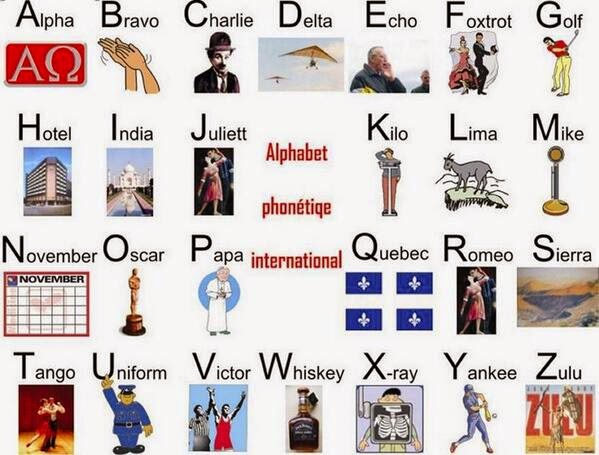 Alpha Bravo Charlie Delta Echo Foxtrot Golf
ΑΩ
Hotel India Juliett Kilo Lima Mike
Alphabet
phonétiqe
international
November Oscar Papa Quebec Romeo Sierra
NOVEMBER
Tango Uniform Victor Whiskey X-ray Yankee Zulu
ZULU